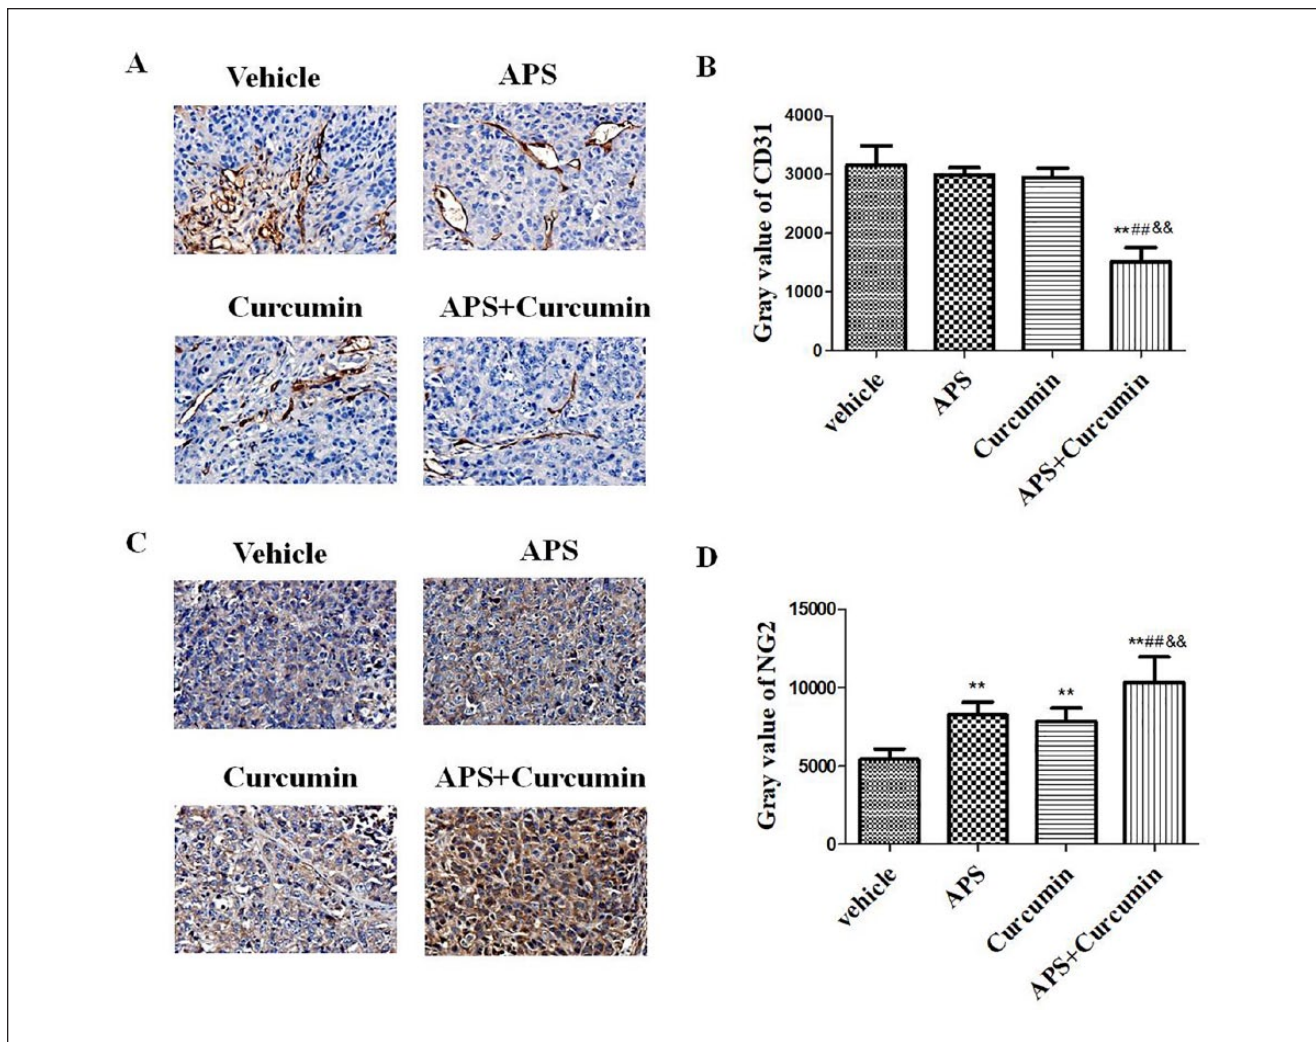 A
Vehicle
APS
Curcumin
APS+Curcumin
B
Gray value of CD31
4000
3000
2000
1000
0
**##&&
vehicle
APS
Curcumin
APS+Curcumin
C
Vehicle
APS
Curcumin
APS+Curcumin
D
Gray value of NG2
15000
10000
5000
0
**
**
**##&&
vehicle
APS
Curcumin
APS+Curcumin